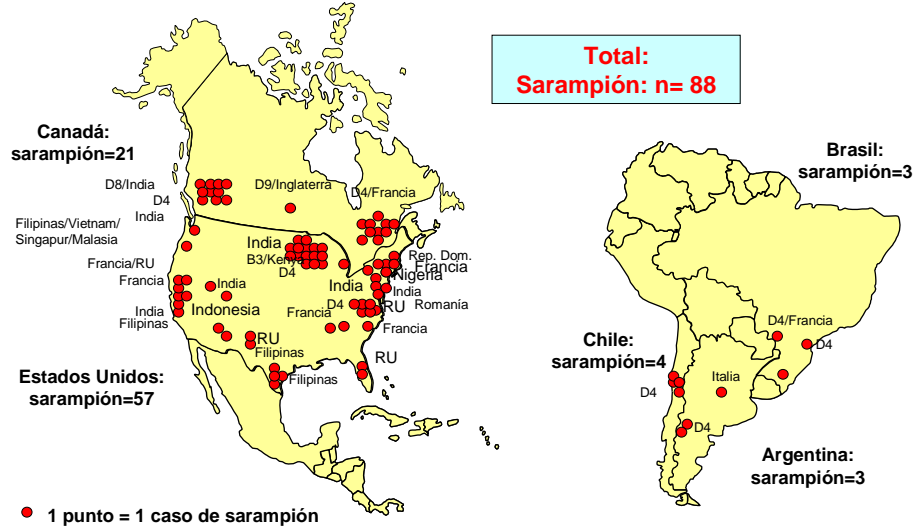 Total:
Sarampión: n= 88
Canadá:
sarampión=21
D8/India
D4
India
D9/Inglaterra
D4/Francia
Filipinas/Vietnam/
Singapur/Malasia
Francia/RU
Francia
India
Filipinas
India
Indonesia
India
B3/Kenya
D4
Rep. Dom.
Francia
Nigeria
India
India
Romanía
D4
RU
Francia
Francia
RU
Filipinas
RU
Filipinas
Estados Unidos:
sarampión=57
Brasil:
sarampión=3
D4/Francia
D4
Chile:
sarampión=4
D4
Italia
D4
Argentina:
sarampión=3
1 punto = 1 caso de sarampión